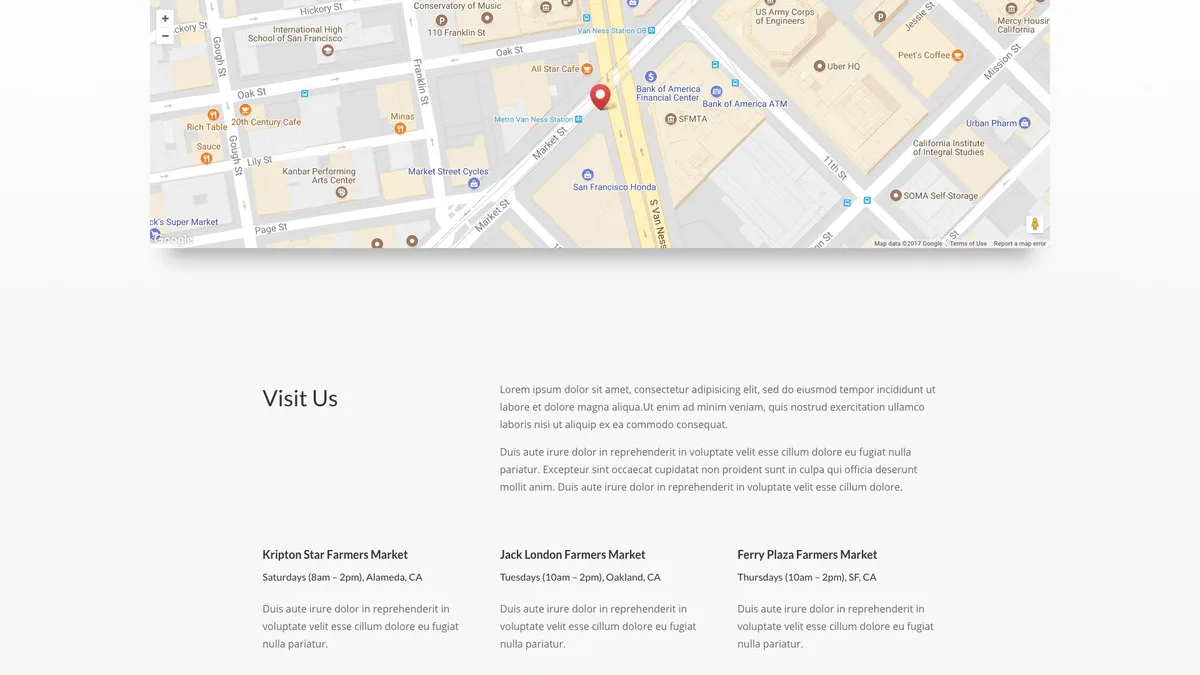 Hickory St
Conservatory of Music
110 Franklin St
US Army Corps
of Engineers
Jessie St
Mercy Housin
California
+
−
ckory St
International High
School of San Francisco
Van Ness Station OB
Gough St
Oak St
Franklin St
All Star Cafe
Uber HQ
Peet's Coffee
Mission St
Oak St
Bank of America
Financial Center
Bank of America ATM
Rich Table
20th Century Cafe
Minas
Metro Van Ness Station
SFMTA
Urban Pharm
Sauce
Gough St
Lily St
Market St
California Institute
of Integral Studies
Kanbar Performing
Arts Center
Market Street Cycles
San Francisco Honda
11th St
SOMA Self-Storage
ck's Super Market
Page St
Market St
S Van Ness
on St
St
Google
Map data ©2017 Google
Terms of Use
Report a map error
Visit Us
Lorem ipsum dolor sit amet, consectetur adipisicing elit, sed do eiusmod tempor incididunt ut
labore et dolore magna aliqua.Ut enim ad minim veniam, quis nostrud exercitation ullamco
laboris nisi ut aliquip ex ea commodo consequat.
Duis aute irure dolor in reprehenderit in voluptate velit esse cillum dolore eu fugiat nulla
pariatur. Excepteur sint occaecat cupidatat non proident sunt in culpa qui officia deserunt
mollit anim. Duis aute irure dolor in reprehenderit in voluptate velit esse cillum dolore.
Kripton Star Farmers Market
Saturdays (8am – 2pm), Alameda, CA
Duis aute irure dolor in reprehenderit in
voluptate velit esse cillum dolore eu fugiat
nulla pariatur.
Jack London Farmers Market
Tuesdays (10am – 2pm), Oakland, CA
Duis aute irure dolor in reprehenderit in
voluptate velit esse cillum dolore eu fugiat
nulla pariatur.
Ferry Plaza Farmers Market
Thursdays (10am – 2pm), SF, CA
Duis aute irure dolor in reprehenderit in
voluptate velit esse cillum dolore eu fugiat
nulla pariatur.